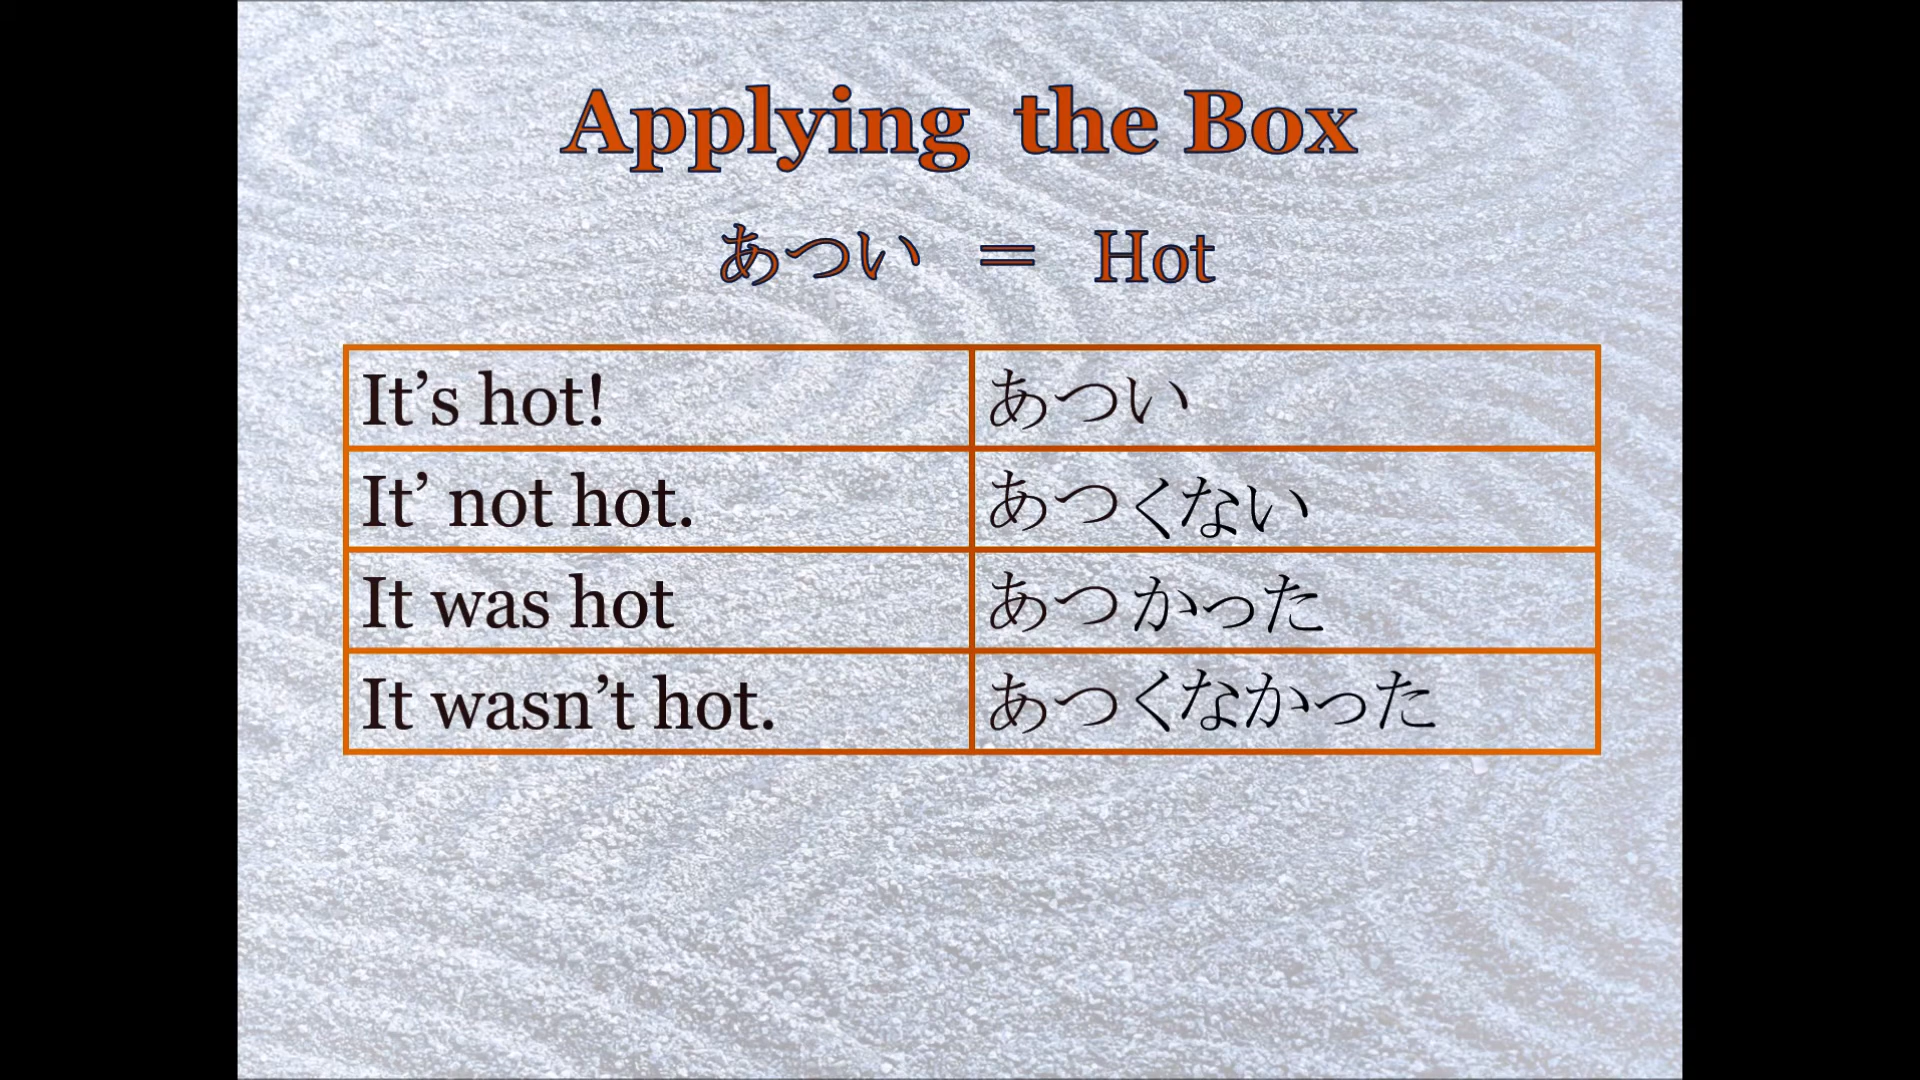 Applying the Box
あつい ＝ Hot
It’s hot! あつい
It’ not hot. あつくない
It was hot あつかった
It wasn’t hot. あつくなかった